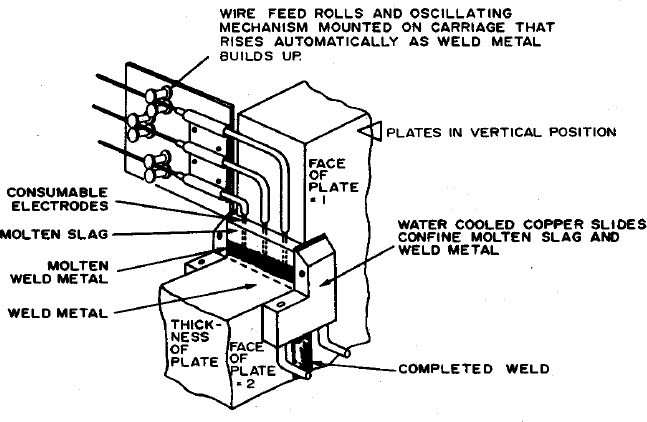 WIRE FEED ROLLS AND OSCILLATING
MECHANISM MOUNTED ON CARRIAGE THAT
RISES AUTOMATICALLY AS WELD METAL
BUILDS UP.
PLATES IN VERTICAL POSITION
FACE
OF
PLATE
= 1
CONSUMABLE
ELECTRODES
MOLTEN SLAG
MOLTEN
WELD METAL
WELD METAL
WATER COOLED COPPER SLIDES
CONFINE MOLTEN SLAG AND
WELD METAL
THICK-
NESS
OF
PLATE
FACE
OF
PLATE
= 2
COMPLETED WELD